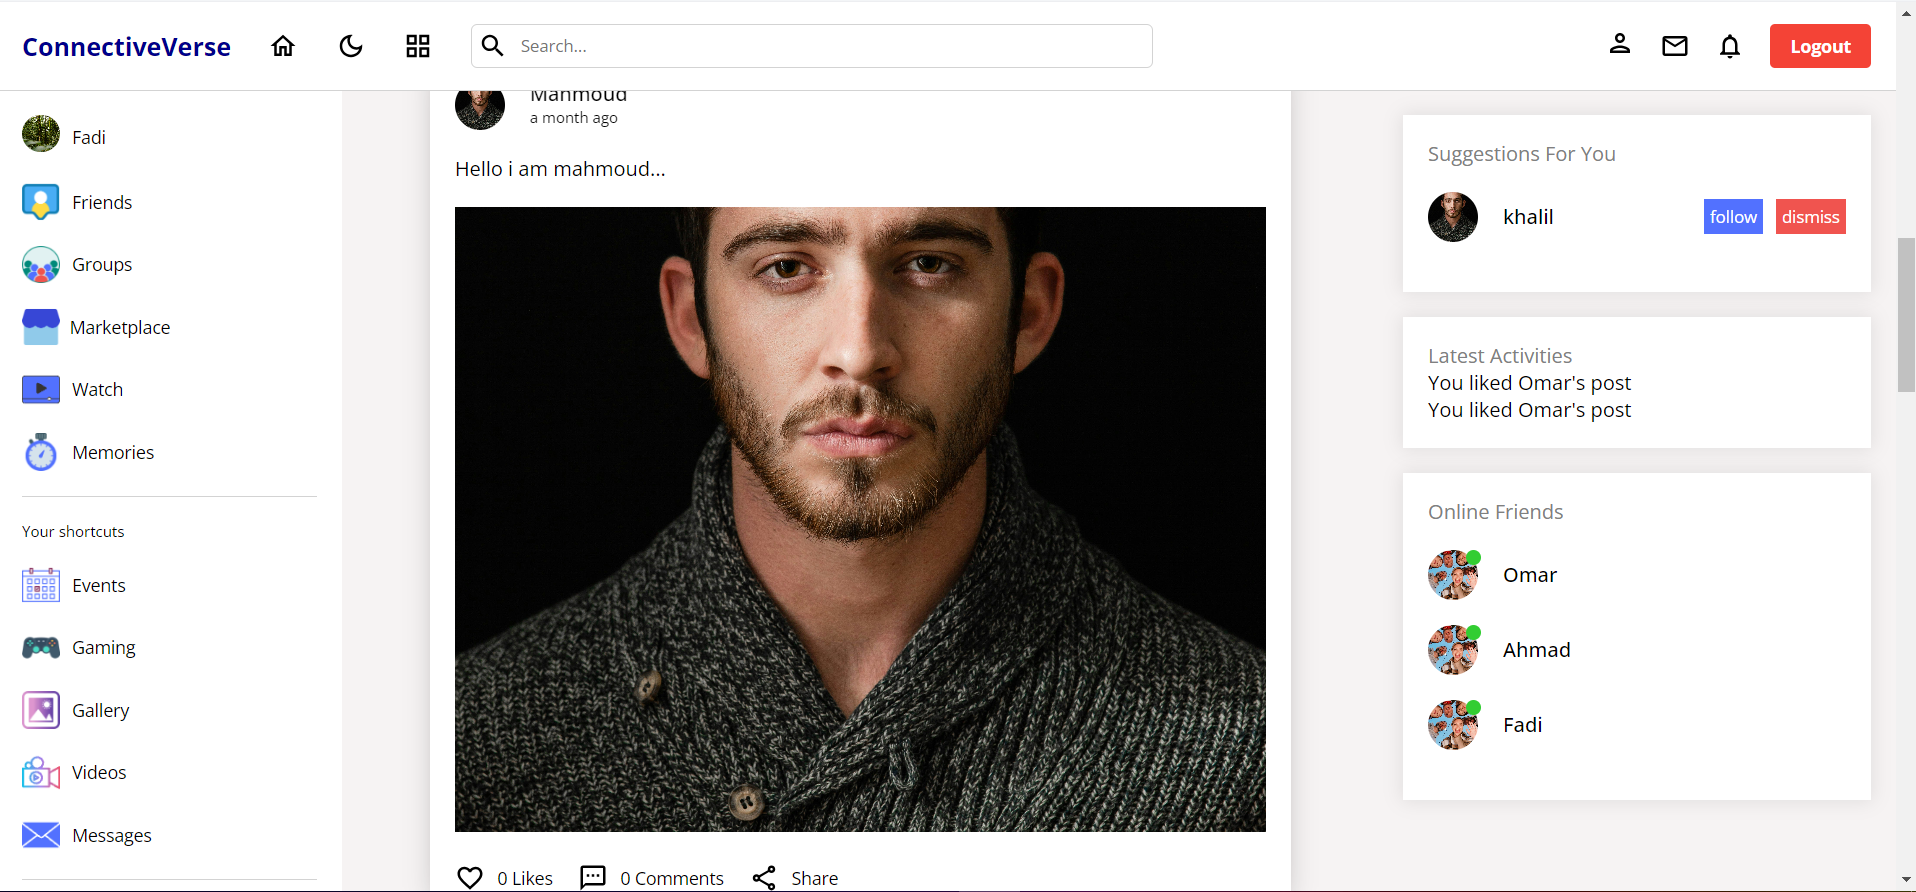 ConnectiveVerse
Search...
Logout
Fadi
Friends
Groups
Marketplace
Watch
Memories
Your shortcuts
Events
Gaming
Gallery
Videos
Messages
Mahmoud
a month ago
Hello i am mahmoud...
0 Likes
0 Comments
Share
Suggestions For You
khalil
follow
dismiss
Latest Activities
You liked Omar's post
You liked Omar's post
Online Friends
Omar
Ahmad
Fadi